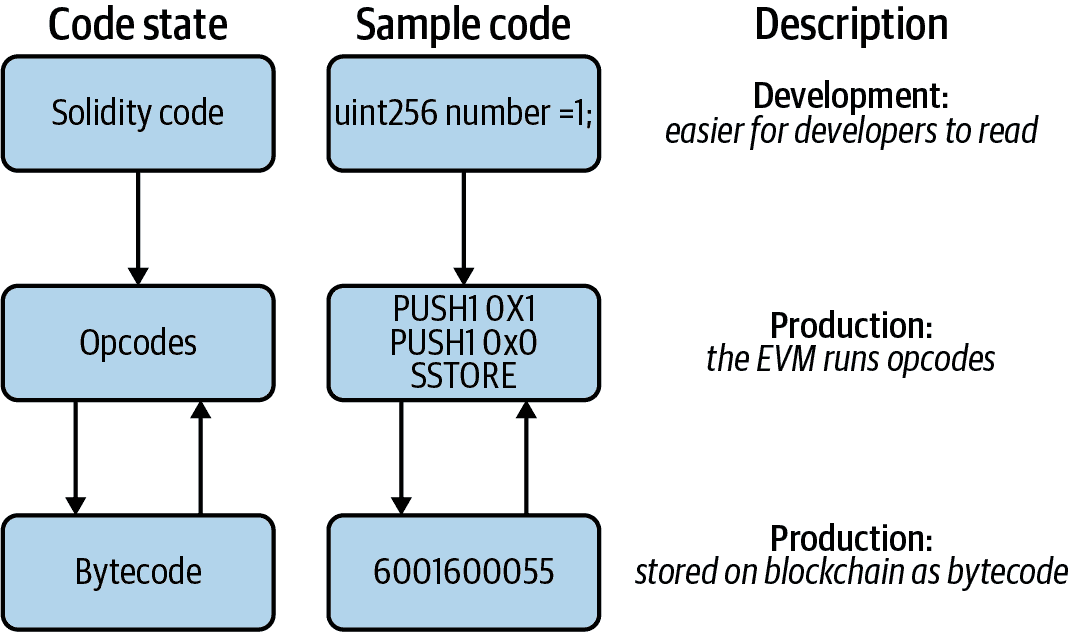 Code state
Sample code
Description
Solidity code
uint256 number =1;
Development:
easier for developers to read
Opcodes
PUSH1 0X1
PUSH1 0x0
SSTORE
Production:
the EVM runs opcodes
Bytecode
6001600055
Production:
stored on blockchain as bytecode